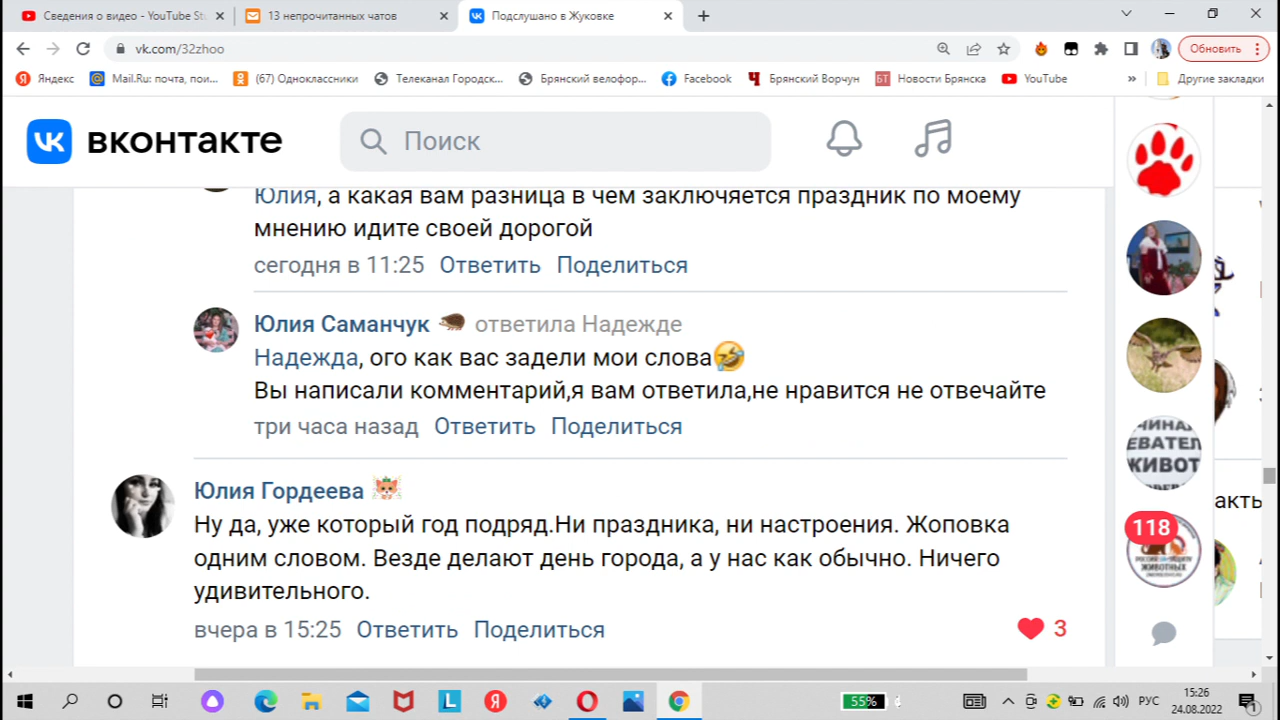 Сведения о видео - YouTube St
13 непрочитанных чатов
Подслушано в Жуковке
vk.com/32zhoo
Обновить
Яндекс
Mail.Ru: почта, пои...
(67) Одноклассники
Телеканал Городск...
Брянский велофор...
Facebook
Брянский Ворчун
БТ
Новости Брянска
YouTube
»
Другие закладки
вконтакте
Поиск
Юлия, а какая вам разница в чем заключяется праздник по моему
мнению идите своей дорогой
сегодня в 11:25 Ответить Поделиться
Юлия Саманчук ответила Надежде
Надежда, ого как вас задели мои слова🤣
Вы написали комментарий,я вам ответила,не нравится не отвечайте
три часа назад Ответить Поделиться
Юлия Гордеева
Ну да, уже который год подряд.Ни праздника, ни настроения. Жоповка
одним словом. Везде делают день города, а у нас как обычно. Ничего
удивительного.
вчера в 15:25 Ответить Поделиться
3
ЕВАТЕЛ
ЖИВОТ
118
акты
55%
РУС
15:26
24.08.2022
1